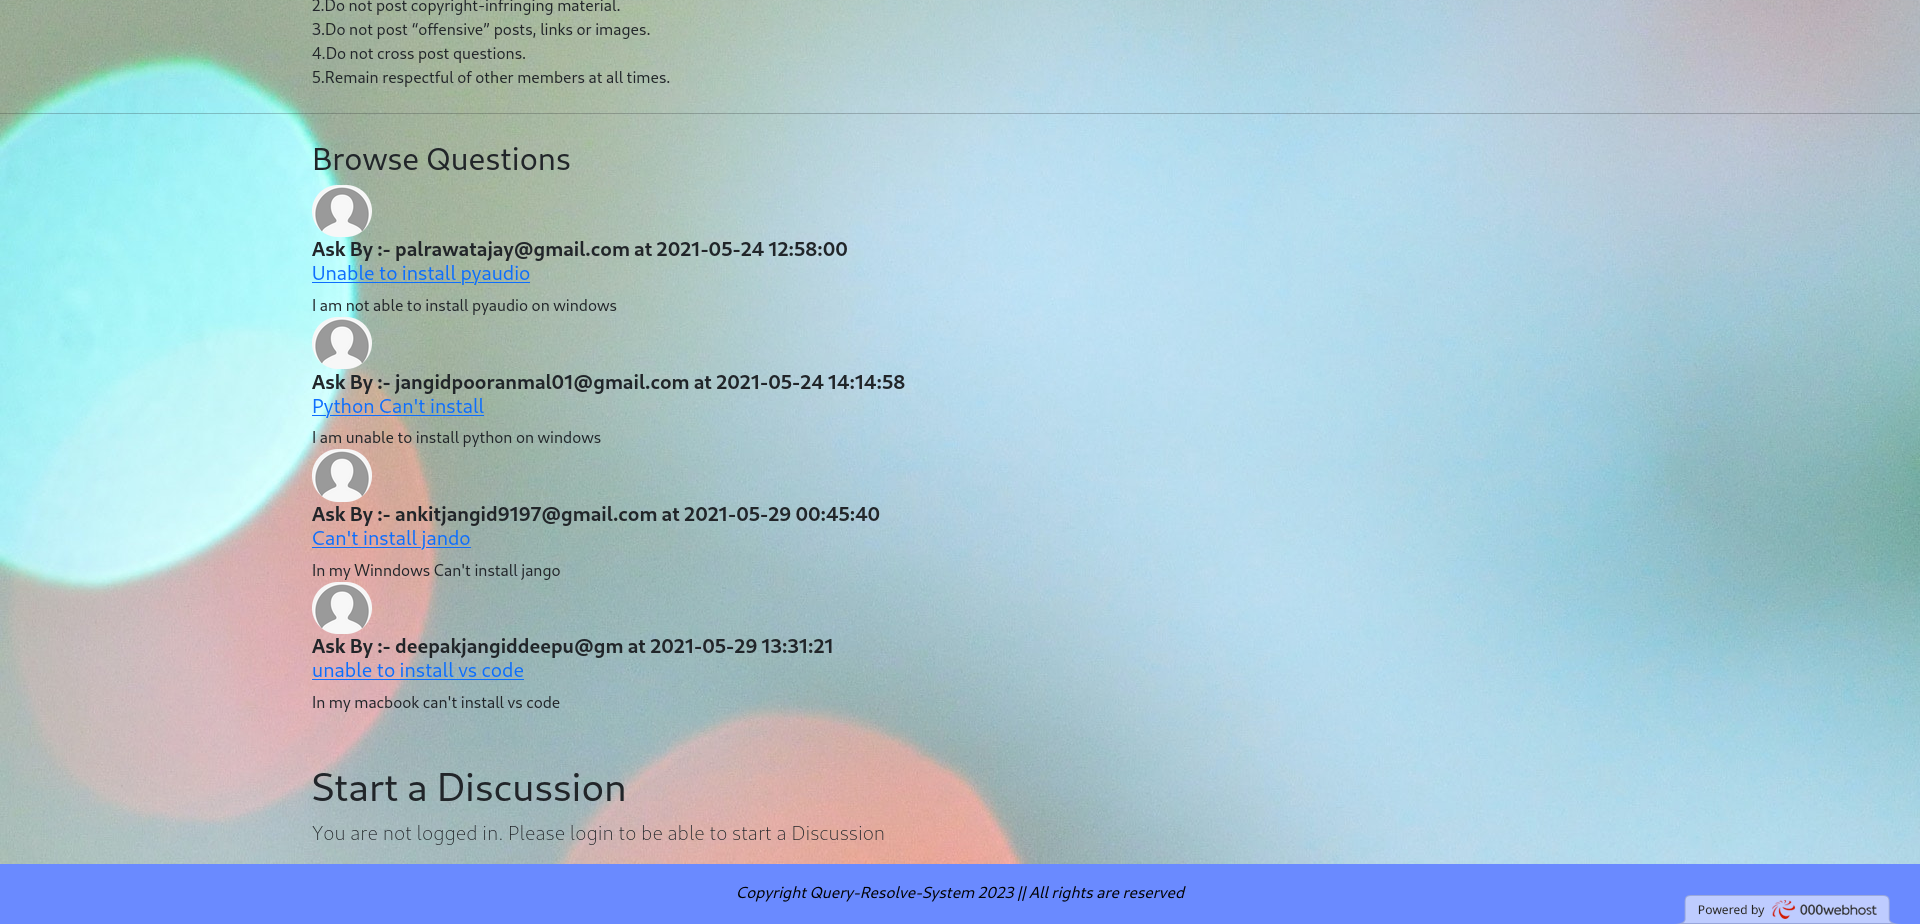 2.Do not post copyright-infringing material.
3.Do not post “offensive” posts, links or images.
4.Do not cross post questions.
5.Remain respectful of other members at all times.
Browse Questions
Ask By :- palrawatajay@gmail.com at 2021-05-24 12:58:00
Unable to install pyaudio
I am not able to install pyaudio on windows
Ask By :- jangidpooranmal01@gmail.com at 2021-05-24 14:14:58
Python Can't install
I am unable to install python on windows
Ask By :- ankitjangid9197@gmail.com at 2021-05-29 00:45:40
Can't install jando
In my Winndows Can't install jango
Ask By :- deepakjangiddeepu@gm at 2021-05-29 13:31:21
unable to install vs code
In my macbook can't install vs code
Start a Discussion
You are not logged in. Please login to be able to start a Discussion
Copyright Query-Resolve-System 2023 || All rights are reserved
Powered by 000webhost